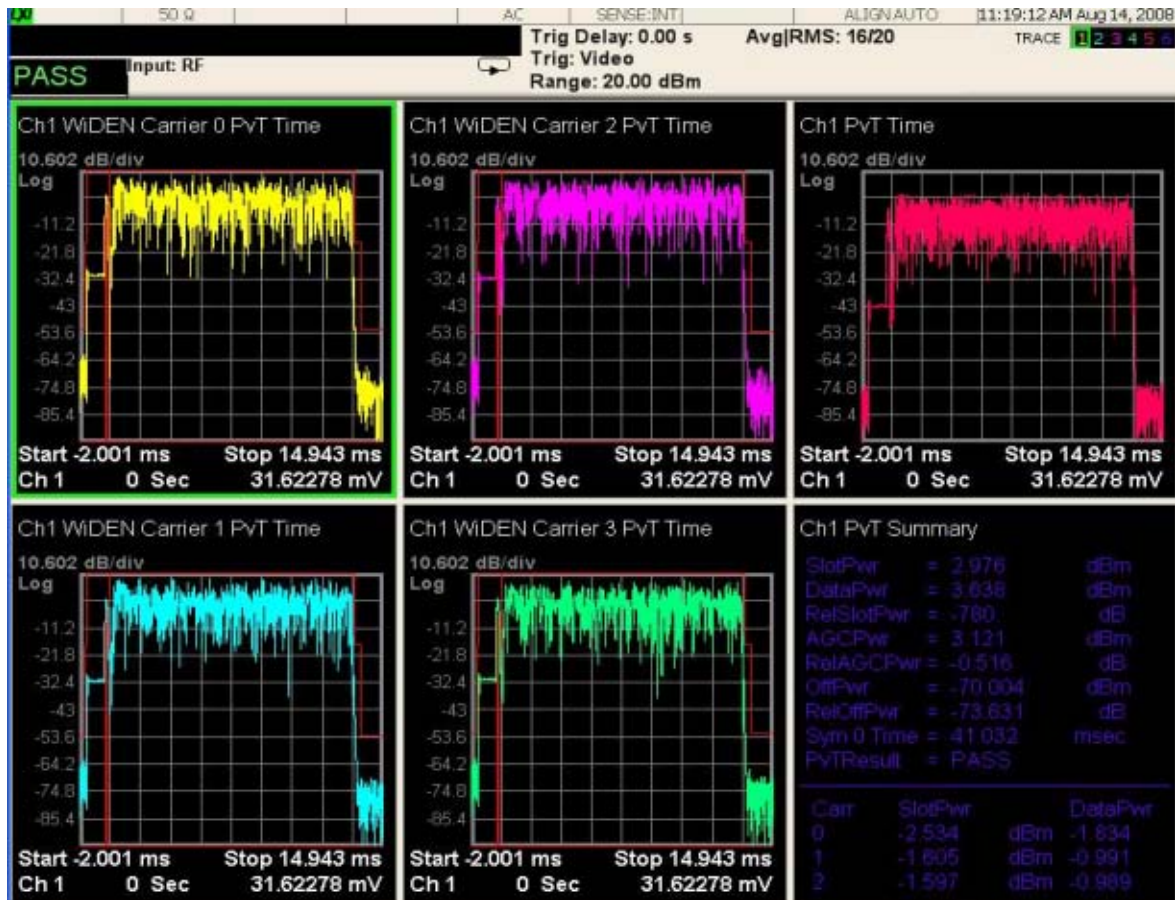 LXI 50 Ω AC SENSE:INT ALIGN AUTO 11:19:12 AM Aug 14, 2008
Trig Delay: 0.00 s Avg|RMS: 16/20 TRACE 1 2 3 4 5 6
PASS Input: RF Trig: Video
Range: 20.00 dBm
Ch1 WiDEN Carrier 0 PvT Time
10.602 dB/div
Log
-11.2
-21.8
-32.4
-43
-53.6
-64.2
-74.8
-85.4
Start -2.001 ms Stop 14.943 ms
Ch 1 0 Sec 31.62278 mV
Ch1 WiDEN Carrier 2 PvT Time
10.602 dB/div
Log
-11.2
-21.8
-32.4
-43
-53.6
-64.2
-74.8
-85.4
Start -2.001 ms Stop 14.943 ms
Ch 1 0 Sec 31.62278 mV
Ch1 PvT Time
10.602 dB/div
Log
-11.2
-21.8
-32.4
-43
-53.6
-64.2
-74.8
-85.4
Start -2.001 ms Stop 14.943 ms
Ch 1 0 Sec 31.62278 mV
Ch1 WiDEN Carrier 1 PvT Time
10.602 dB/div
Log
-11.2
-21.8
-32.4
-43
-53.6
-64.2
-74.8
-85.4
Start -2.001 ms Stop 14.943 ms
Ch 1 0 Sec 31.62278 mV
Ch1 WiDEN Carrier 3 PvT Time
10.602 dB/div
Log
-11.2
-21.8
-32.4
-43
-53.6
-64.2
-74.8
-85.4
Start -2.001 ms Stop 14.943 ms
Ch 1 0 Sec 31.62278 mV
Ch1 PvT Summary
SlotPwr = 2.976 dBm
DataPwr = 3.638 dBm
RelSlotPwr = -780. dB
AGCPwr = 3.121 dBm
RelAGCPwr = -0.516 dB
OffPwr = -70.004 dBm
RelOffPwr = -73.631 dB
Sym 0 Time = 41.032 msec
PvTResult = PASS
Carr SlotPwr DataPwr
0 -2.534 dBm -1.834
1 -1.605 dBm -0.991
2 -1.597 dBm -0.989